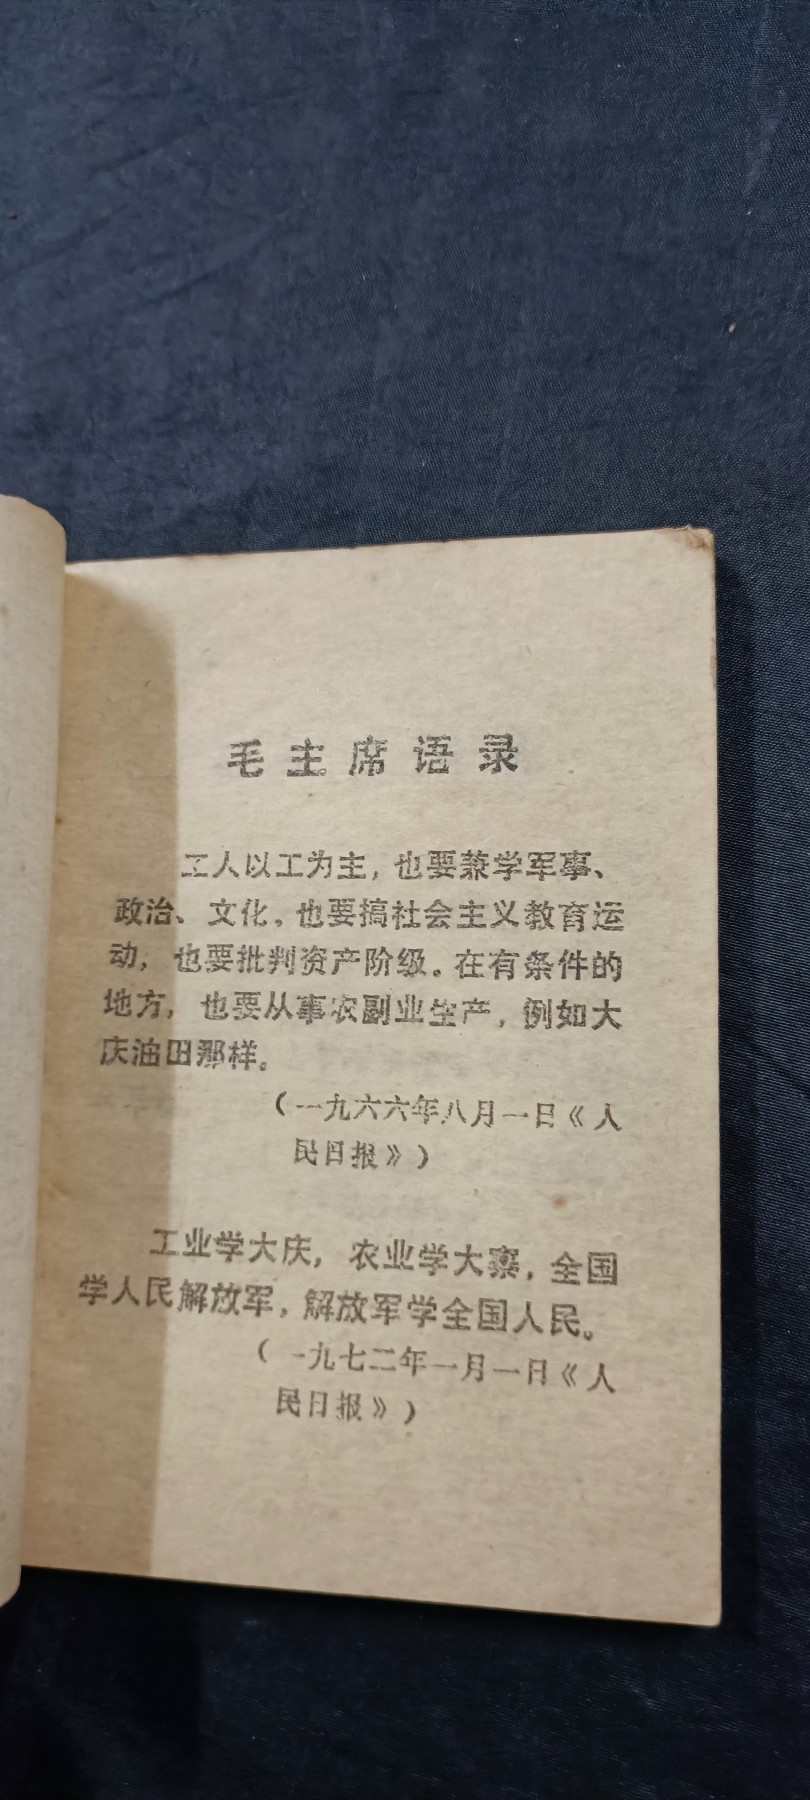 毛主席语录
工人以工为主，也要兼学军事、
政治、文化，也要搞社会主义教育运
动，也要批判资产阶级。在有条件的
地方，也要从事农副业生产，例如大
庆油田那样。
（一九六六年八月一日《人
民日报》）
工业学大庆，农业学大寨，全国
学人民解放军，解放军学全国人民。
（一九七二年一月一日《人
民日报》）